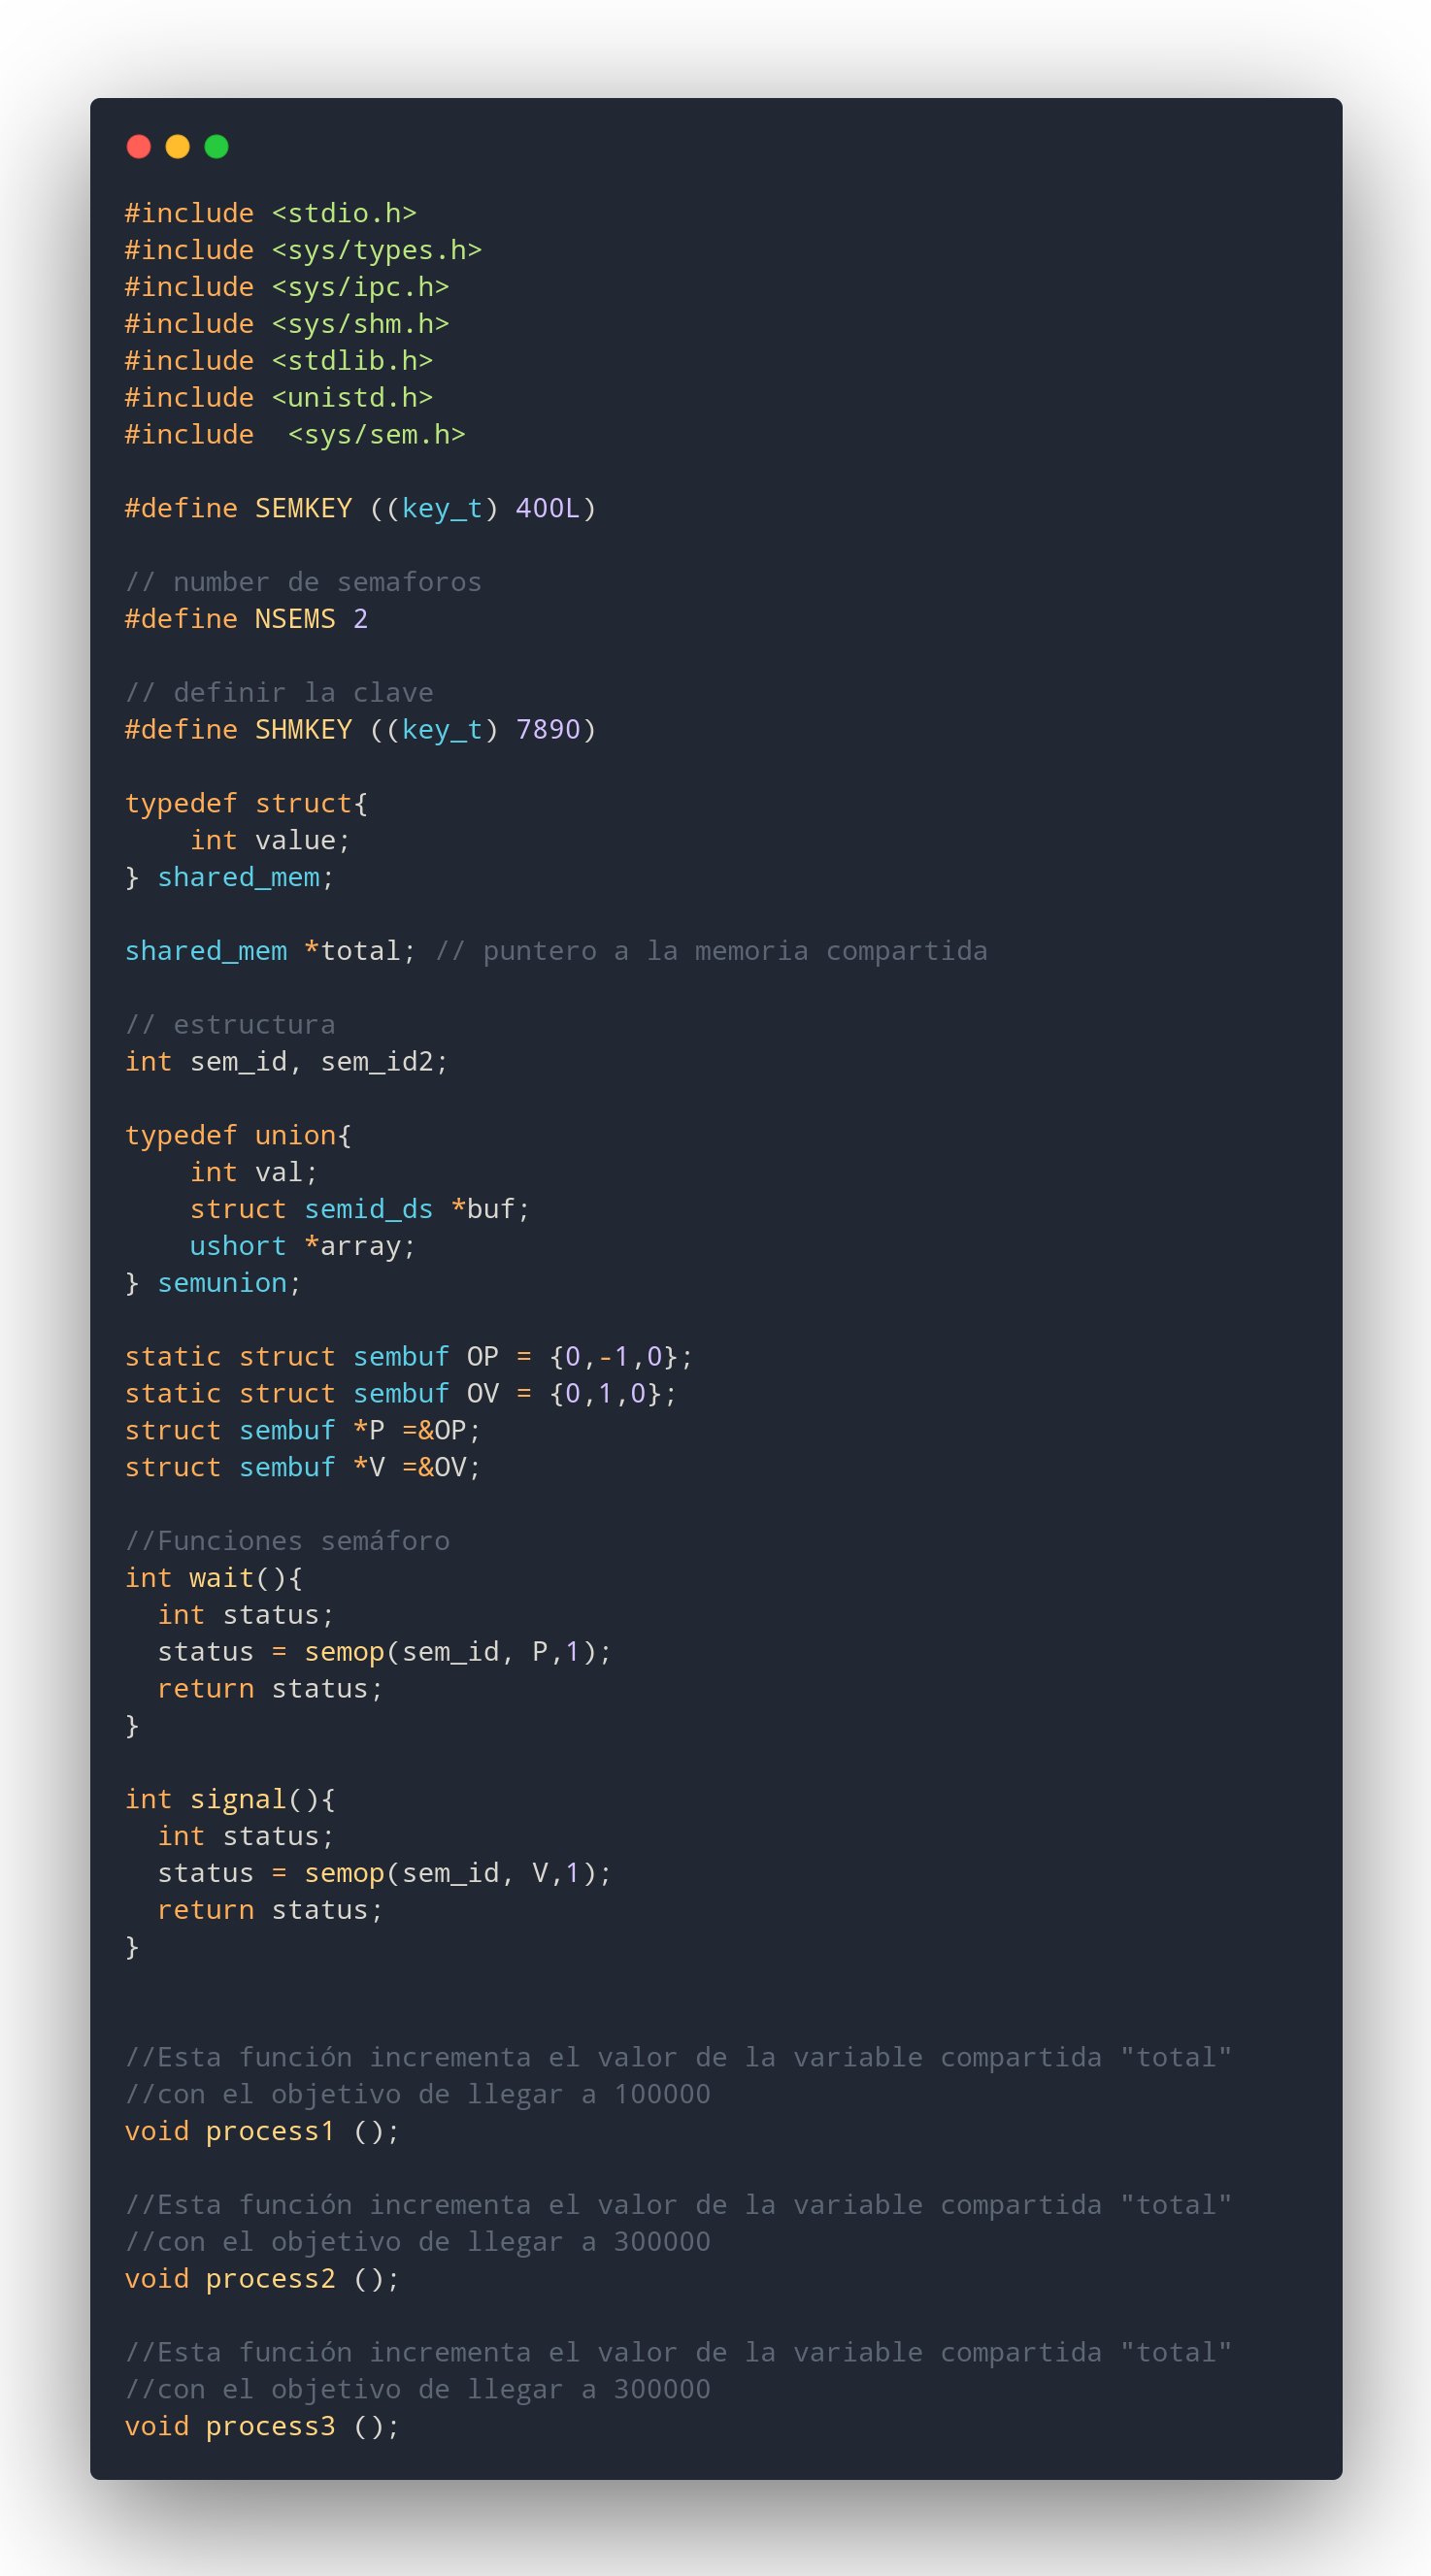 #include <stdio.h>
#include <sys/types.h>
#include <sys/ipc.h>
#include <sys/shm.h>
#include <stdlib.h>
#include <unistd.h>
#include  <sys/sem.h>

#define SEMKEY ((key_t) 400L)

// number de semaforos
#define NSEMS 2

// definir la clave
#define SHMKEY ((key_t) 7890)

typedef struct{
    int value;
} shared_mem;

shared_mem *total; // puntero a la memoria compartida

// estructura
int sem_id, sem_id2;

typedef union{
    int val;
    struct semid_ds *buf;
    ushort *array;
} semunion;

static struct sembuf OP = {0,-1,0};
static struct sembuf OV = {0,1,0};
struct sembuf *P =&OP;
struct sembuf *V =&OV;

//Funciones semáforo
int wait(){
  int status;
  status = semop(sem_id, P,1);
  return status;
}

int signal(){
  int status;
  status = semop(sem_id, V,1);
  return status;
}

//Esta función incrementa el valor de la variable compartida "total"
//con el objetivo de llegar a 100000
void process1 ();

//Esta función incrementa el valor de la variable compartida "total"
//con el objetivo de llegar a 300000
void process2 ();

//Esta función incrementa el valor de la variable compartida "total"
//con el objetivo de llegar a 300000
void process3 ();